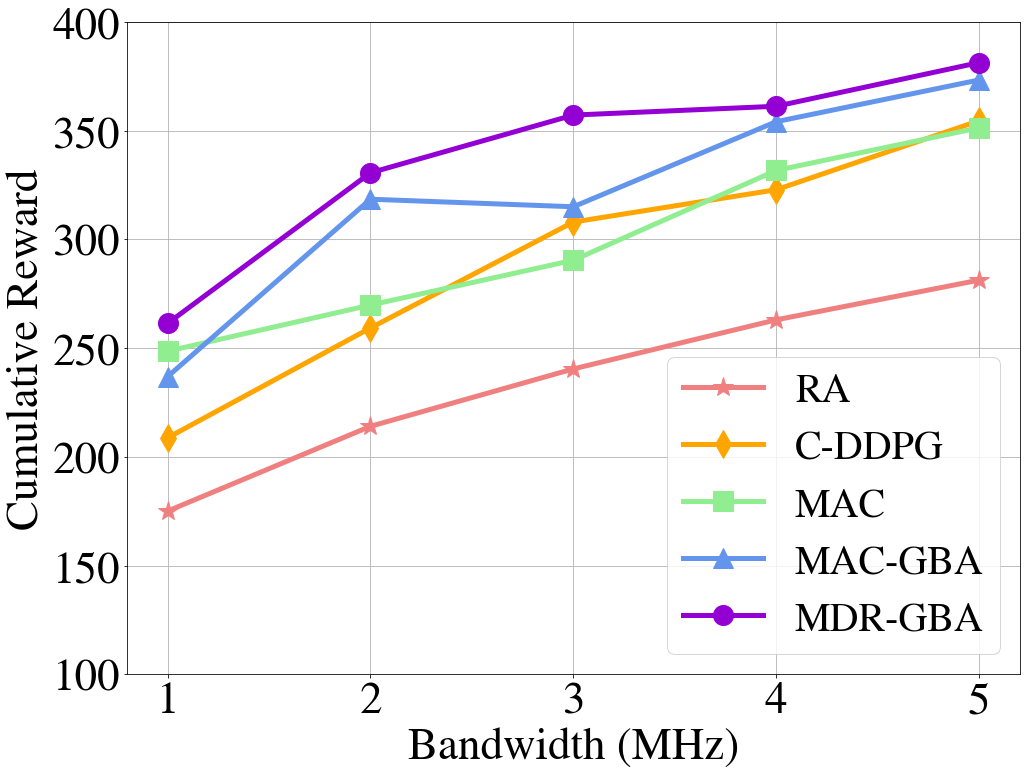 400
350
300
250
200
150
100
Cumulative Reward
1 2 3 4 5
Bandwidth (MHz)
RA
C-DDPG
MAC
MAC-GBA
MDR-GBA